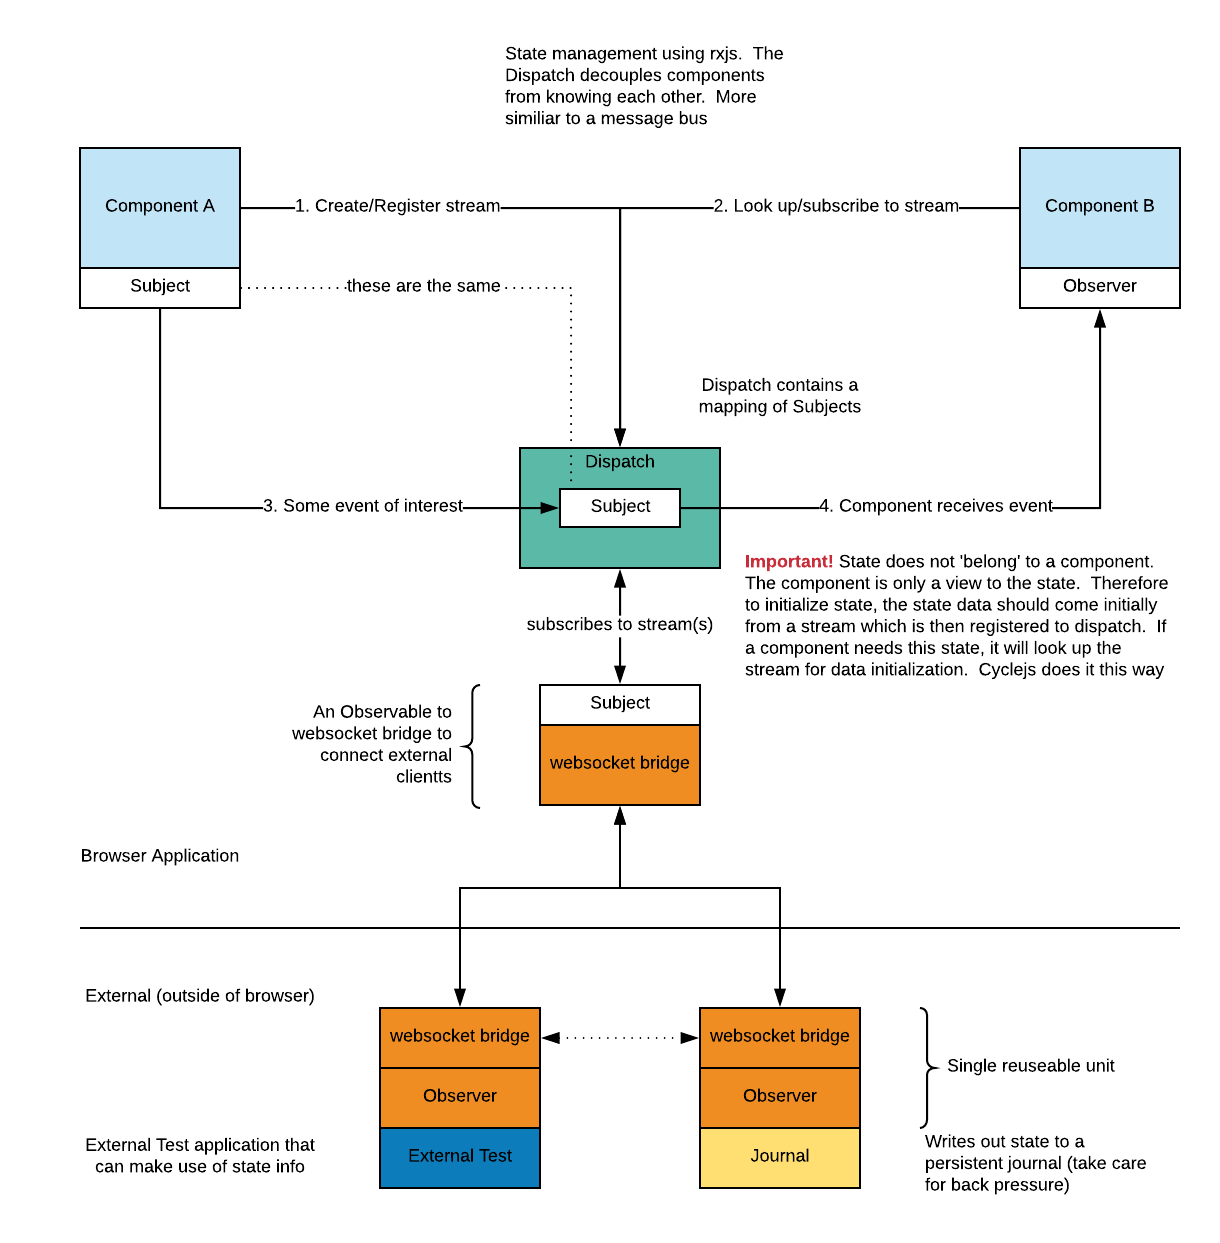 State management using rxjs.  The
Dispatch decouples components
from knowing each other.  More
similiar to a message bus
Component A
1. Create/Register stream
2. Look up/subscribe to stream
Component B
Subject
these are the same
Observer
Dispatch contains a
mapping of Subjects
Dispatch
3. Some event of interest
Subject
4. Component receives event
Important! State does not 'belong' to a component.
The component is only a view to the state.  Therefore
to initialize state, the state data should come initially
from a stream which is then registered to dispatch.  If
a component needs this state, it will look up the
stream for data initialization.  Cyclejs does it this way
subscribes to stream(s)
Subject
An Observable to
websocket bridge to
connect external
clientts
websocket bridge
Browser Application
External (outside of browser)
websocket bridge
websocket bridge
Single reuseable unit
Observer
Observer
External Test application that
can make use of state info
External Test
Journal
Writes out state to a
persistent journal (take care
for back pressure)